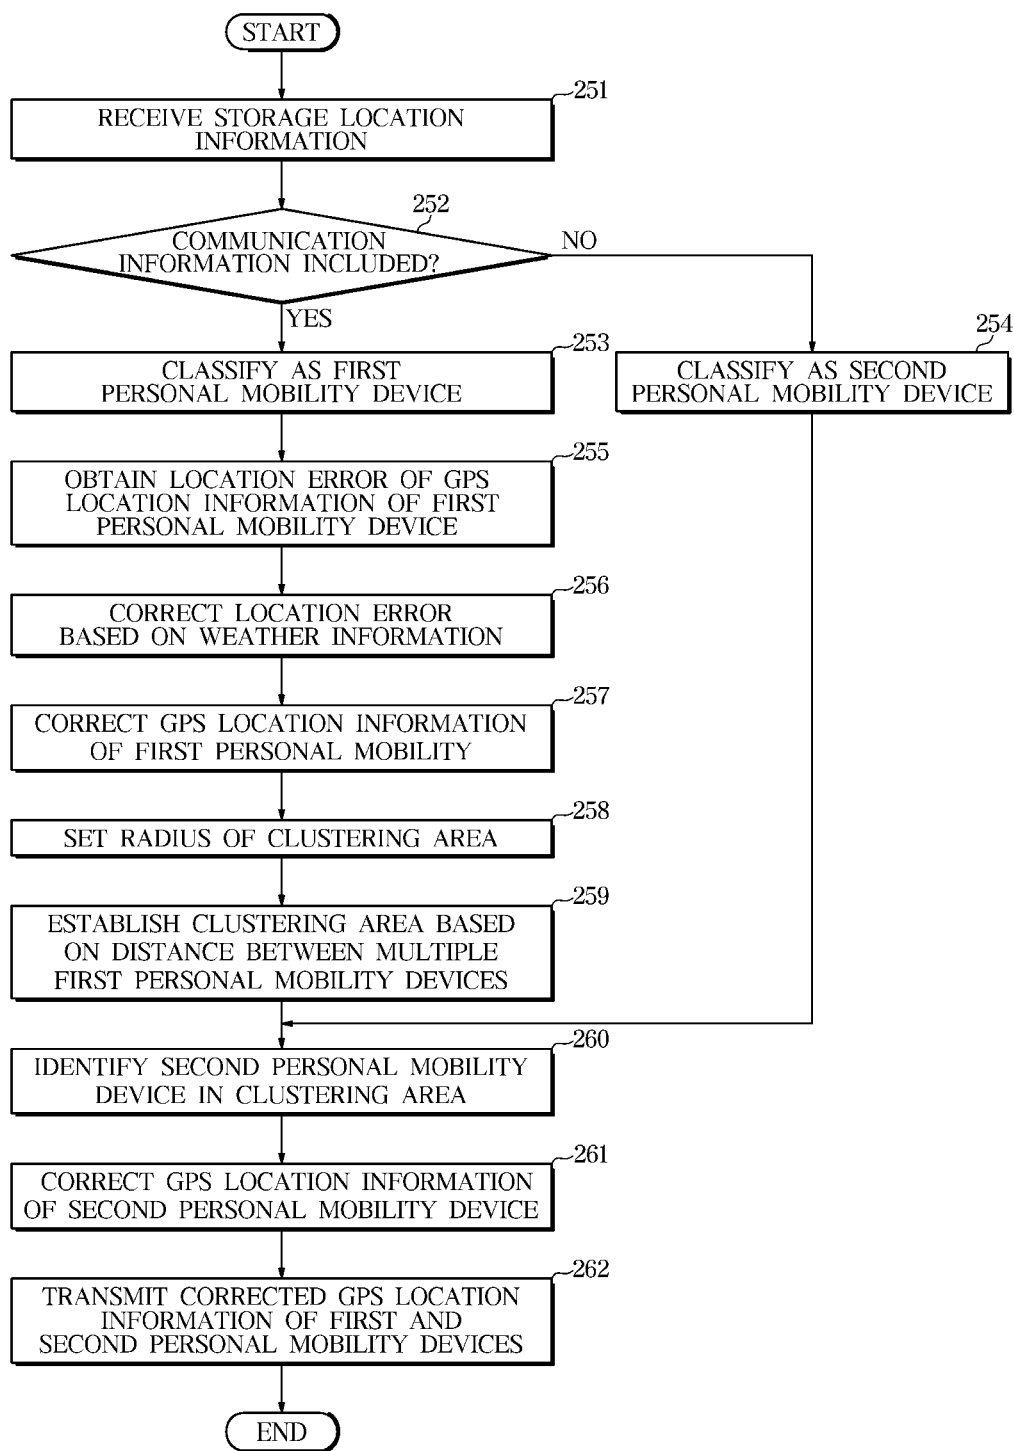 START
251
RECEIVE STORAGE LOCATION
INFORMATION
252
COMMUNICATION
INFORMATION INCLUDED?
NO
YES
253
CLASSIFY AS FIRST
PERSONAL MOBILITY DEVICE
254
CLASSIFY AS SECOND
PERSONAL MOBILITY DEVICE
255
OBTAIN LOCATION ERROR OF GPS
LOCATION INFORMATION OF FIRST
PERSONAL MOBILITY DEVICE
256
CORRECT LOCATION ERROR
BASED ON WEATHER INFORMATION
257
CORRECT GPS LOCATION INFORMATION
OF FIRST PERSONAL MOBILITY
258
SET RADIUS OF CLUSTERING AREA
259
ESTABLISH CLUSTERING AREA BASED
ON DISTANCE BETWEEN MULTIPLE
FIRST PERSONAL MOBILITY DEVICES
260
IDENTIFY SECOND PERSONAL MOBILITY
DEVICE IN CLUSTERING AREA
261
CORRECT GPS LOCATION INFORMATION
OF SECOND PERSONAL MOBILITY DEVICE
262
TRANSMIT CORRECTED GPS LOCATION
INFORMATION OF FIRST AND
SECOND PERSONAL MOBILITY DEVICES
END